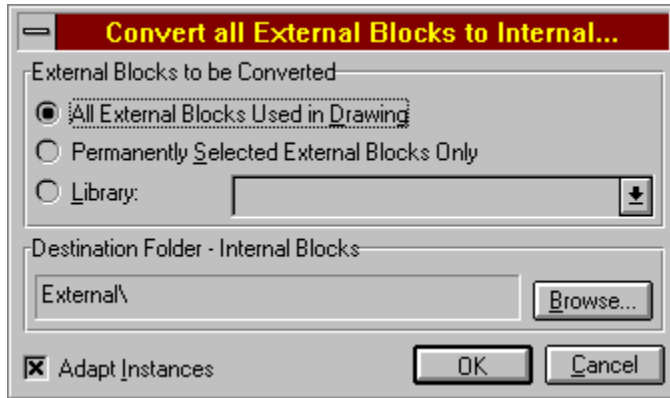 Convert all External Blocks to Internal...
External Blocks to be Converted
All External Blocks Used in Drawing
Permanently Selected External Blocks Only
Library:
Destination Folder - Internal Blocks
External\
Browse...
Adapt Instances
OK
Cancel